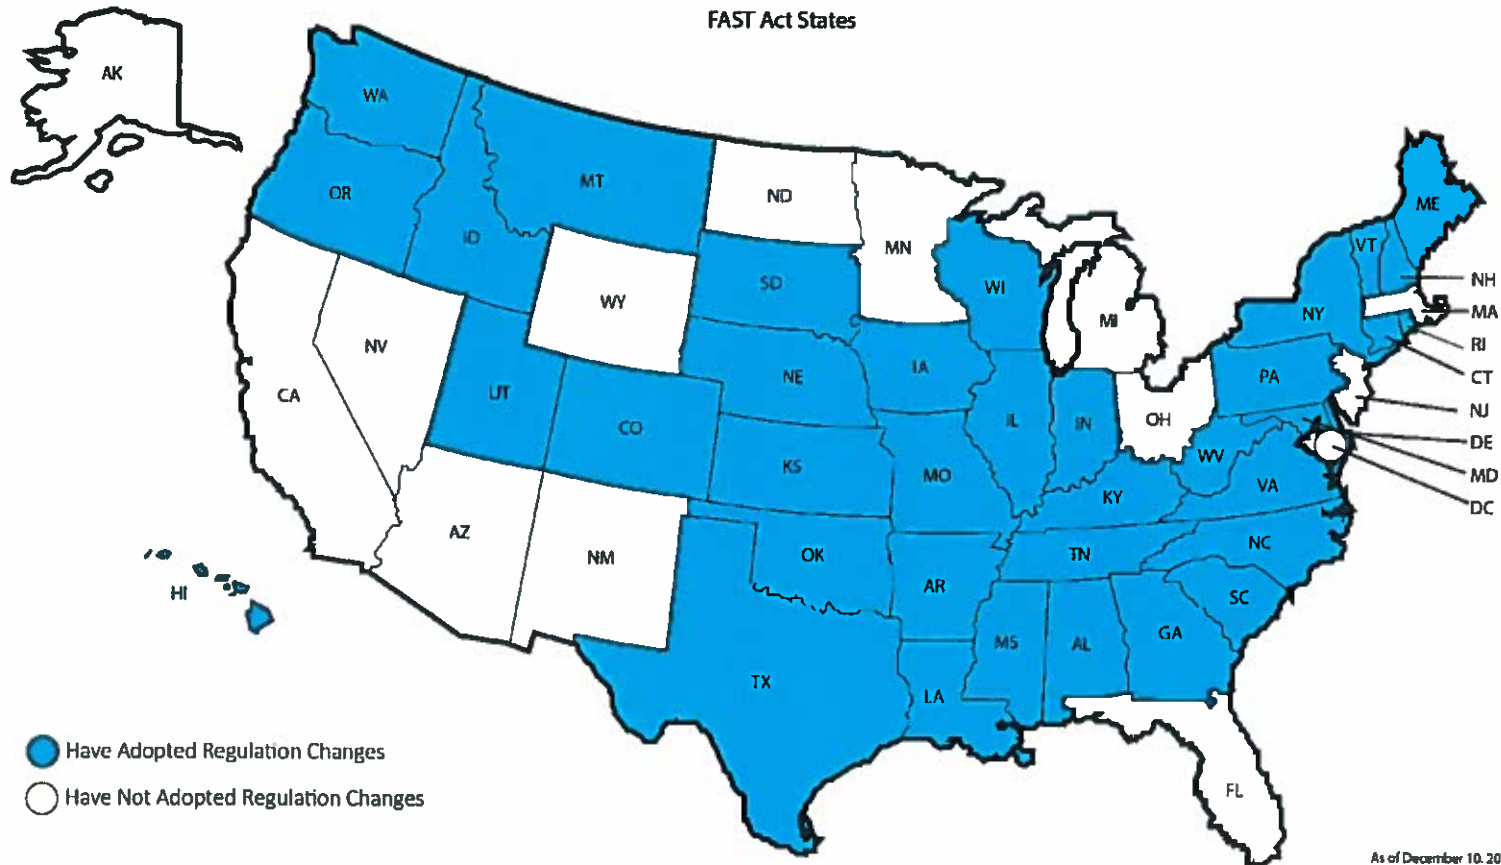 FAST Act States
AK
WA
MT
ND
OR
ID
MN
ME
VT
WY
SD
WI
NH
NY
MA
MI
NV
RI
IA
NE
PA
CT
UT
CA
NJ
CO
IL
IN
OH
DE
WV
KS
MO
MD
VA
KY
DC
AZ
NC
OK
TN
NM
AR
HI
SC
GA
MS
AL
TX
LA
Have Adopted Regulation Changes
Have Not Adopted Regulation Changes
FL
As of December 10, 20